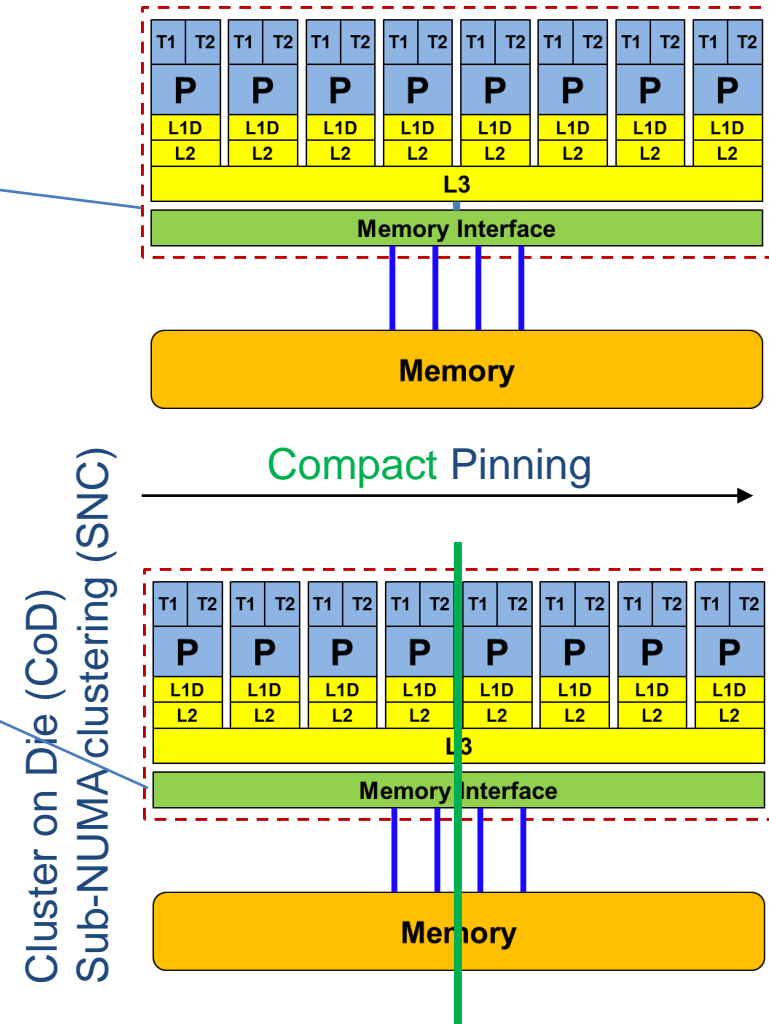 T1 T2 T1 T2 T1 T2 T1 T2 T1 T2 T1 T2 T1 T2 T1 T2
P P P P P P P P
L1D L1D L1D L1D L1D L1D L1D L1D
L2 L2 L2 L2 L2 L2 L2 L2
L3
Memory Interface
Memory
Compact Pinning
Cluster on Die (CoD)
Sub-NUMA clustering (SNC)
T1 T2 T1 T2 T1 T2 T1 T2 T1 T2 T1 T2 T1 T2 T1 T2
P P P P P P P P
L1D L1D L1D L1D L1D L1D L1D L1D
L2 L2 L2 L2 L2 L2 L2 L2
L3
Memory Interface
Memory